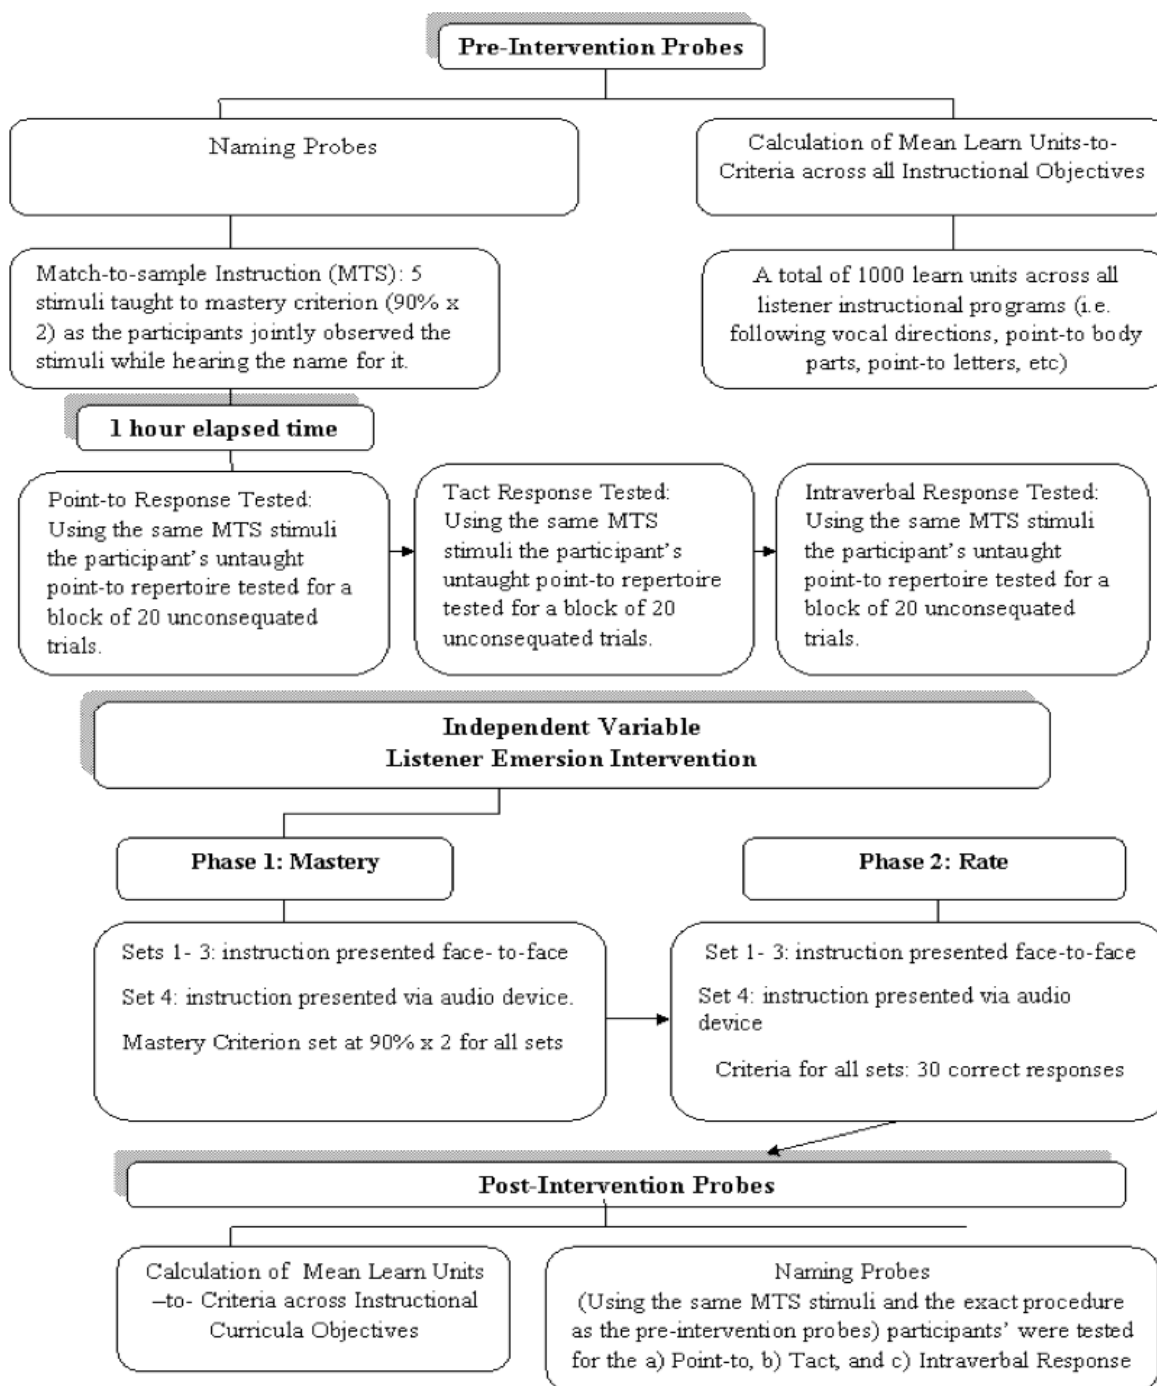 Pre-Intervention Probes
Naming Probes
Calculation of Mean Learn Units-to-
Criteria across all Instructional Objectives
Match-to-sample Instruction (MTS): 5
stimuli taught to mastery criterion (90% x
2) as the participants jointly observed the
stimuli while hearing the name for it.
A total of 1000 learn units across all
listener instructional programs (i.e.
following vocal directions, point-to body
parts, point-to letters, etc)
1 hour elapsed time
Point-to Response Tested:
Using the same MTS stimuli
the participant's untaught
point-to repertoire tested for a
block of 20 unconsequated
trials.
Tact Response Tested:
Using the same MTS
stimuli the participant's
untaught point-to repertoire
tested for a block of 20
unconsequated trials.
Intraverbal Response Tested:
Using the same MTS stimuli
the participant's untaught
point-to repertoire tested for a
block of 20 unconsequated
trials.
Independent Variable
Listener Emersion Intervention
Phase 1: Mastery
Phase 2: Rate
Sets 1- 3: instruction presented face- to-face
Set 4: instruction presented via audio device.
Mastery Criterion set at 90% x 2 for all sets
Set 1- 3: instruction presented face-to-face
Set 4: instruction presented via audio
device
Criteria for all sets: 30 correct responses
Post-Intervention Probes
Calculation of Mean Learn Units
–to- Criteria across Instructional
Curricula Objectives
Naming Probes
(Using the same MTS stimuli and the exact procedure
as the pre-intervention probes) participants' were tested
for the a) Point-to, b) Tact, and c) Intraverbal Response